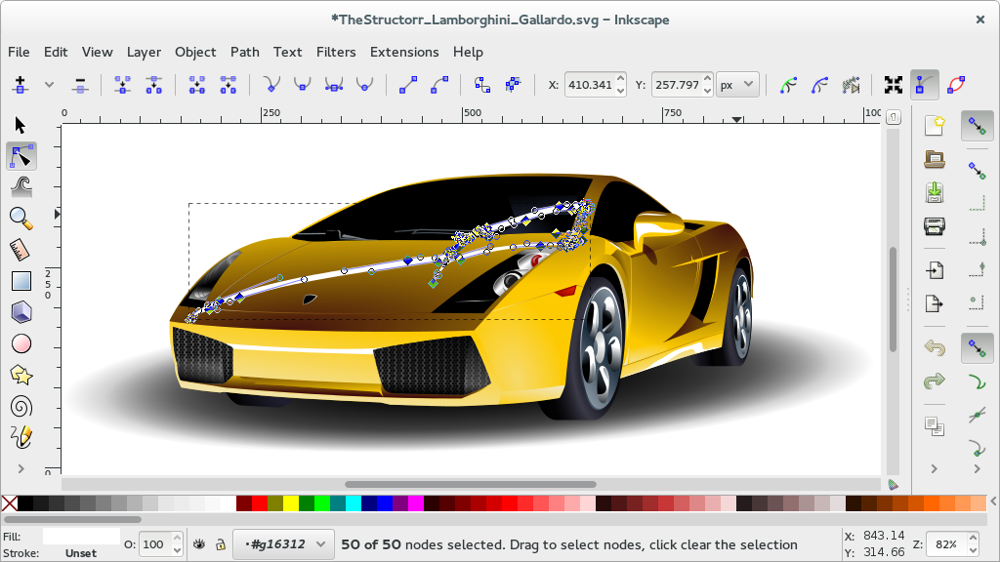 *TheStructorr_Lamborghini_Gallardo.svg – Inkscape
File Edit View Layer Object Path Text Filters Extensions Help
X: 410.341 Y: 257.797 px
0 250 500 750 100
2
5
0
0
Fill:
Stroke: Unset
O: 100
•#g16312
50 of 50 nodes selected. Drag to select nodes, click clear the selection
X: 843.14
Y: 314.66
Z: 82%